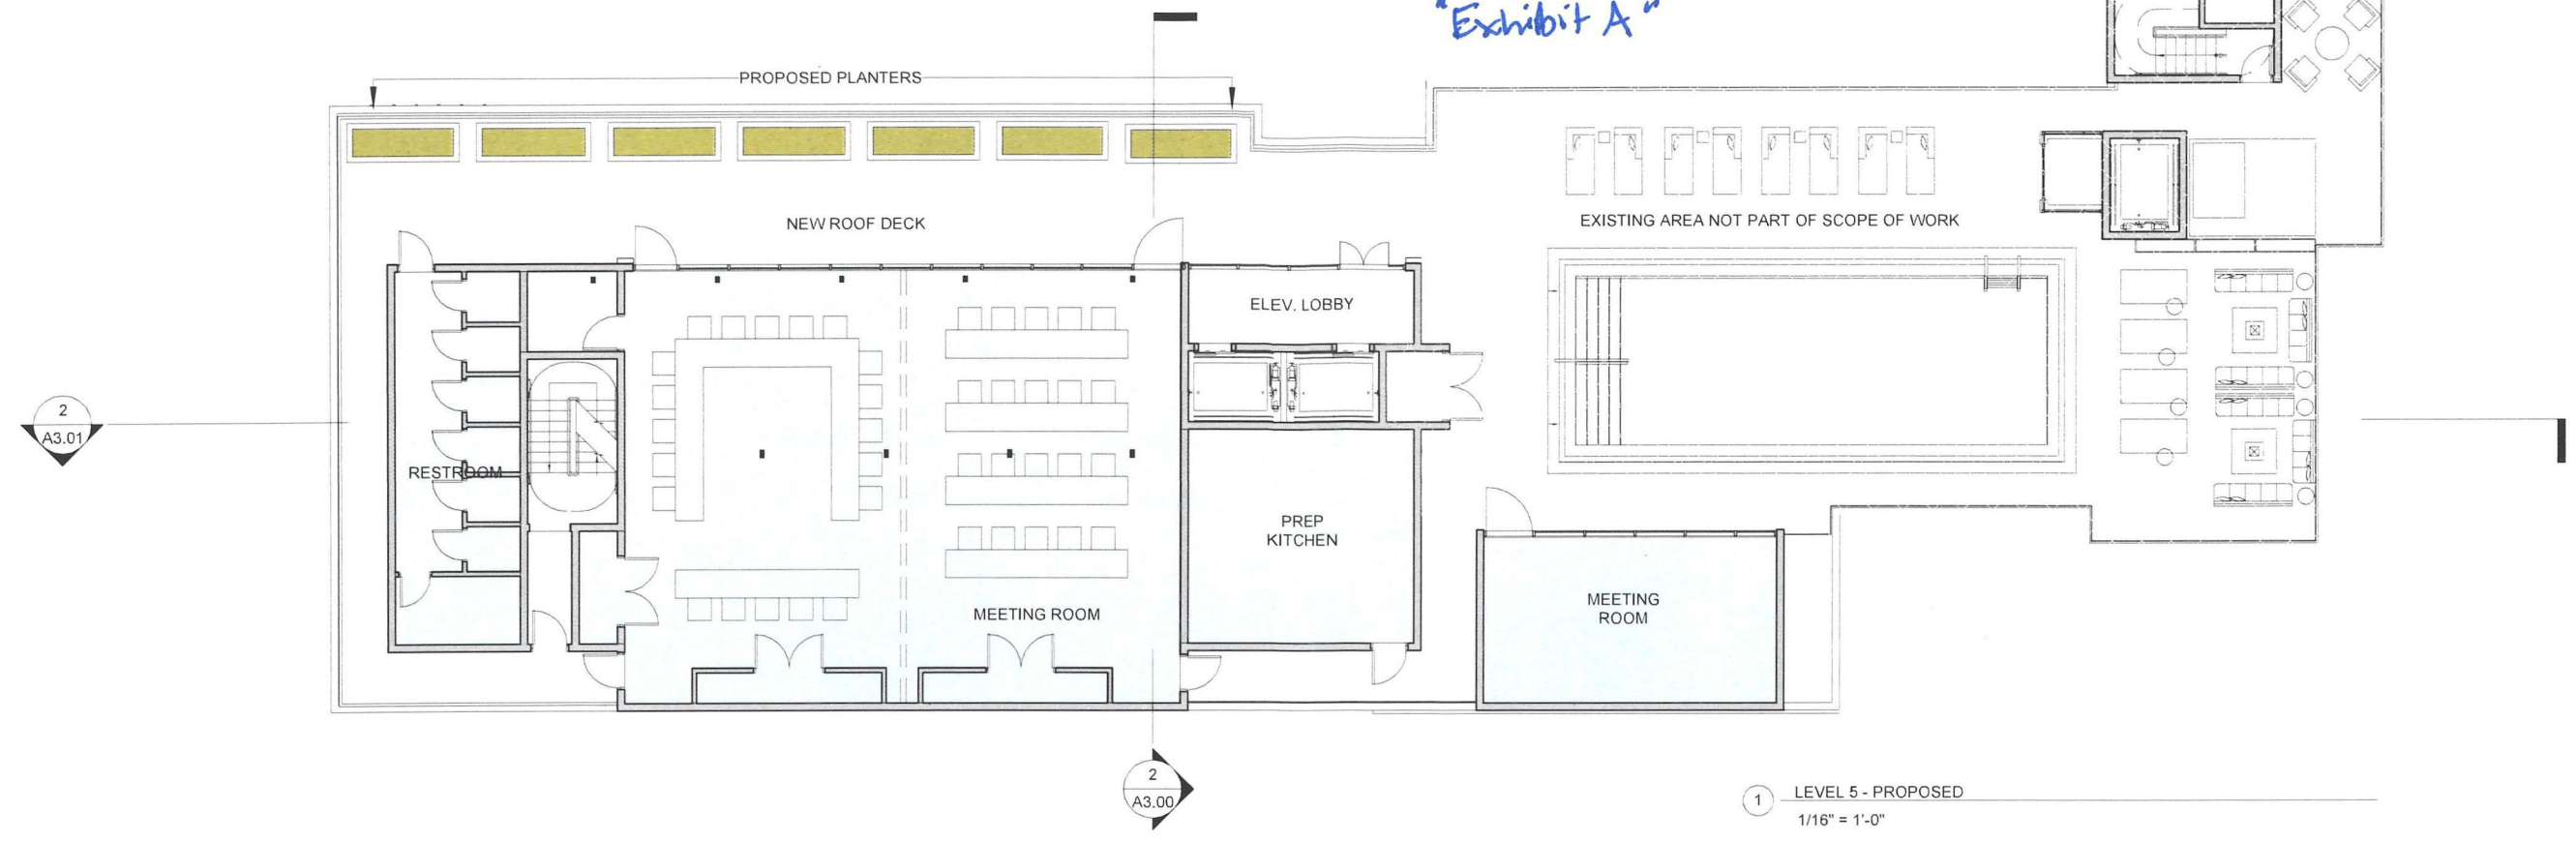 "Exhibit A"
PROPOSED PLANTERS
NEW ROOF DECK
EXISTING AREA NOT PART OF SCOPE OF WORK
ELEV. LOBBY
2
A3.01
RESTROOM
PREP
KITCHEN
MEETING ROOM
MEETING
ROOM
2
A3.00
1
LEVEL 5 - PROPOSED
1/16" = 1'-0"